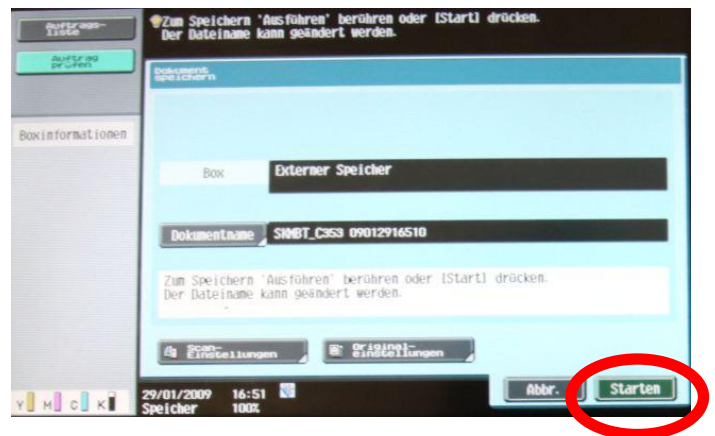 Auftrags-
liste
Auftrag
prüfen
Zum Speichern 'Ausführen' berühren oder [Start] drücken.
Der Dateiname kann geändert werden.
Dokument
speichern
Boxinformationen
Box
Externer Speicher
Dokumentname
SKMBT_C353 09012916510
Zum Speichern 'Ausführen' berühren oder [Start] drücken.
Der Dateiname kann geändert werden.
Scan-
Einstellungen
Original-
einstellungen
Y M C K
29/01/2009 16:51
Speicher 100%
Abbr.
Starten